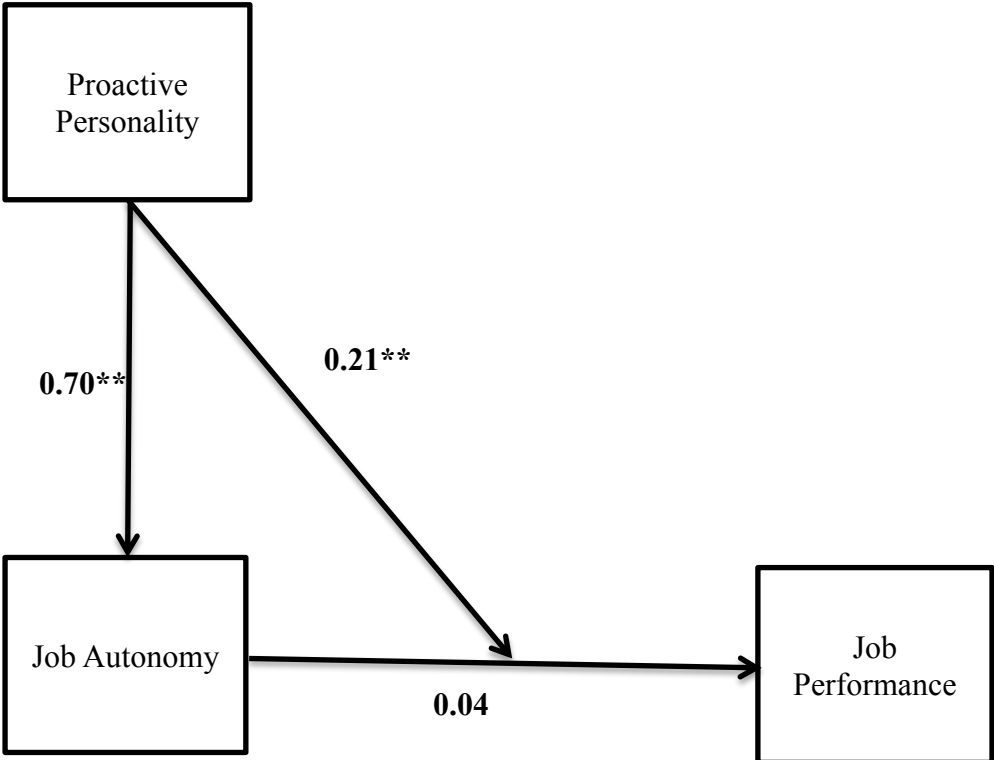 Proactive
Personality
0.21**
0.70**
Job Autonomy
Job
Performance
0.04